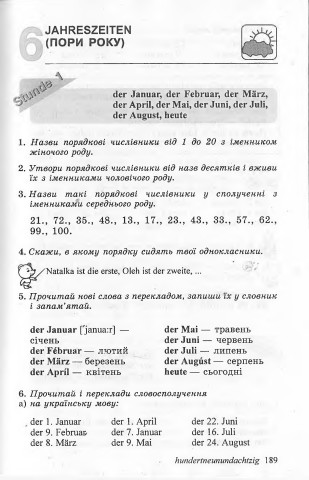 6
JAHRESZEITEN
(ПОРИ РОКУ)
Stunde 1
der Januar, der Februar, der März,
der April, der Mai, der Juni, der Juli,
der August, heute
1. Назви порядкові числівники від 1 до 20 з іменником
жіночого роду.
2. Утвори порядкові числівники від назв десятків і вживи
їх з іменниками чоловічого роду.
3. Назви такі порядкові числівники у сполученні з
іменниками середнього роду.
21., 72., 35., 48., 13., 17., 23., 43., 33., 57., 62.,
99., 100.
4. Скажи, в якому порядку сидять твої однокласники.
Natalka ist die erste, Oleh ist der zweite, ...
5. Прочитай нові слова з перекладом, запиши їх у словник
і запам'ятай.
der Januar [ˈjanuaːr] —
січень
der Fébruar — лютий
der März — березень
der Apríl — квітень
der Mai — травень
der Juni — червень
der Juli — липень
der Augúst — серпень
heute — сьогодні
6. Прочитай і переклади словосполучення
а) на українську мову:
der 1. Januar
der 9. Februar
der 8. März
der 1. April
der 7. Januar
der 9. Mai
der 22. Juni
der 16. Juli
der 24. August
hundertneunundachtzig 189